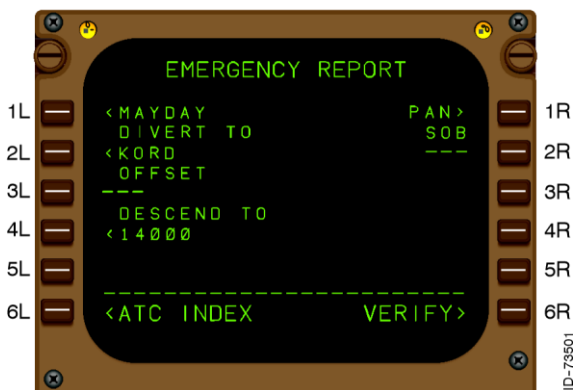 EMERGENCY REPORT
1L <MAYDAY PAN> 1R
DIVERT TO SOB
2L <KORD --- 2R
OFFSET
3L --- 3R
DESCEND TO
4L <14000 4R
5L 5R
------------------------
6L <ATC INDEX VERIFY> 6R
ID-73501